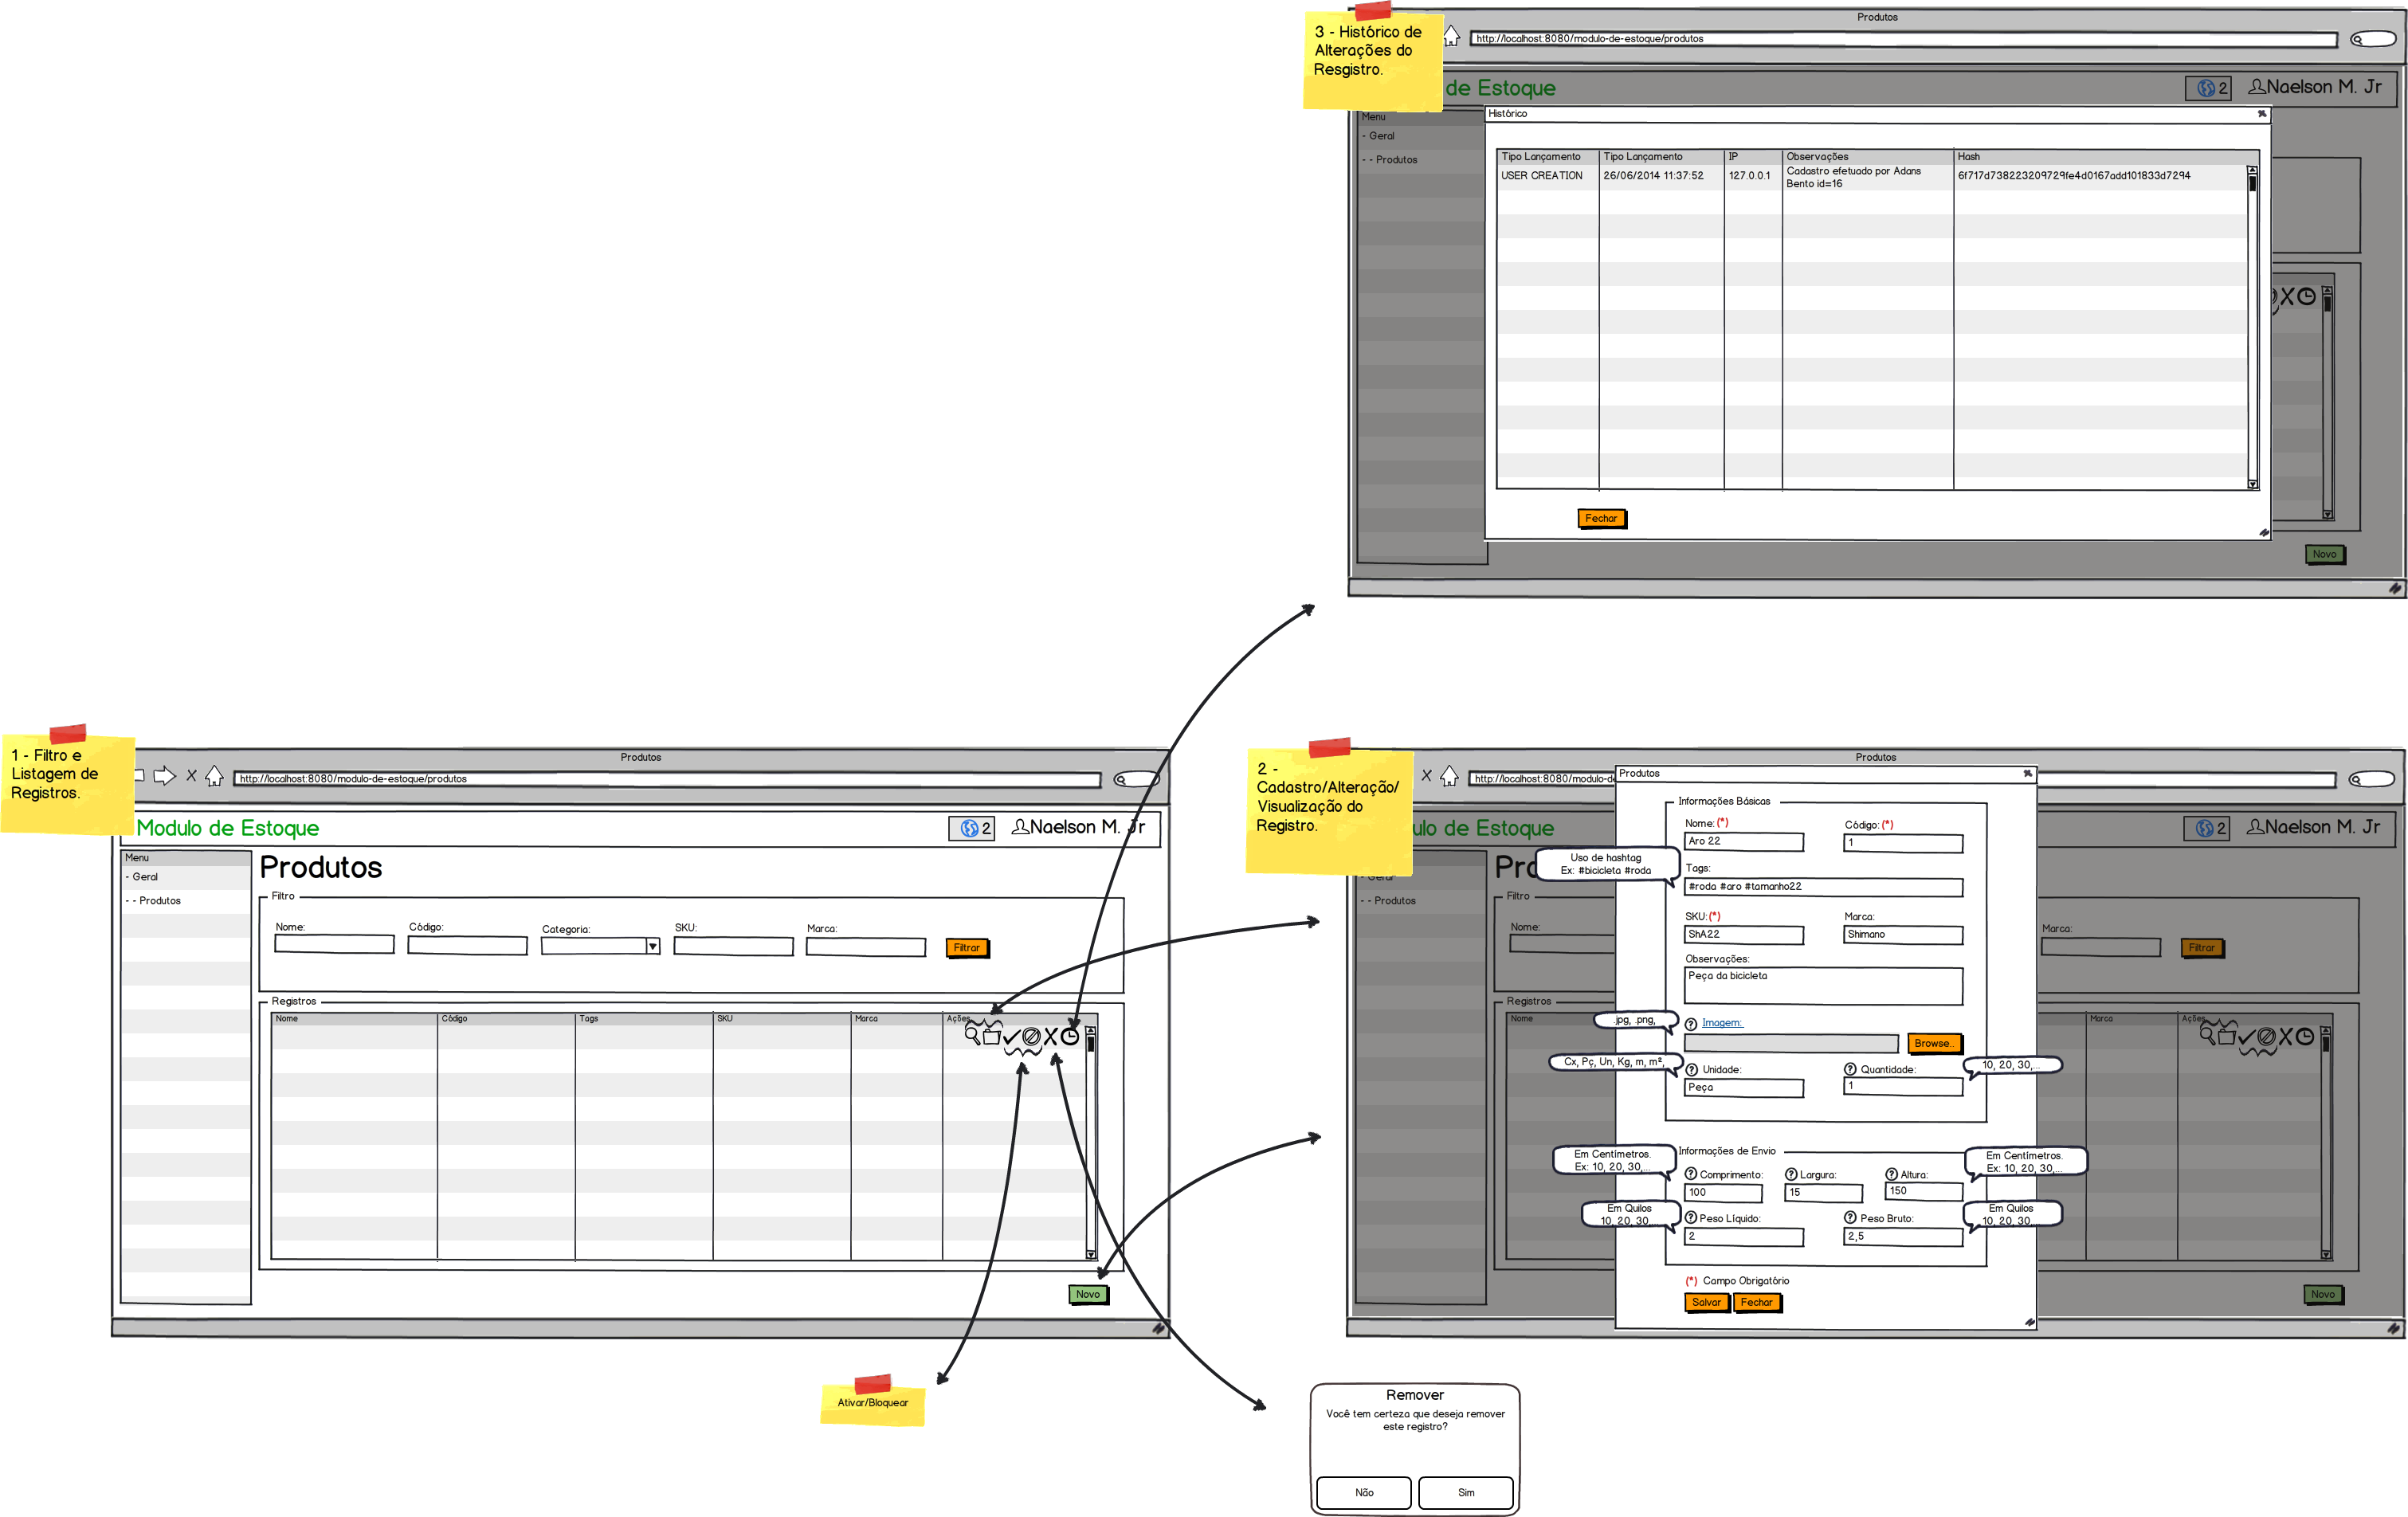 3 - Histórico de
Alterações do
Resgistro.
Produtos
http://localhost:8080/modulo-de-estoque/produtos
de Estoque
2
Naelson M. Jr
Menu
- Geral
- - Produtos
Histórico
Tipo Lançamento Tipo Lançamento IP Observações Hash
USER CREATION 26/06/2014 11:37:52 127.0.0.1 Cadastro efetuado por Adans
Bento id=16
6f717d738223209729fe4d0167add101833d7294
Fechar
Novo
1 - Filtro e
Listagem de
Registros.
Produtos
http://localhost:8080/modulo-de-estoque/produtos
Modulo de Estoque
2
Naelson M. Jr
Menu
- Geral
- - Produtos
Produtos
Filtro
Nome: Código: Categoria: SKU: Marca:
Filtrar
Registros
Nome Código Tags SKU Marca Ações
Novo
2 -
Cadastro/Alteração/
Visualização do
Registro.
Produtos
http://localhost:8080/modulo-d
ulo de Estoque
2
Naelson M. Jr
- Geral
- - Produtos
Filtro
Nome:
Marca:
Filtrar
Registros
Nome
Marca Ações
Novo
Produtos
Informações Básicas
Nome: (*) Código: (*)
Aro 22 1
Uso de hashtag
Ex: #bicicleta #roda
Tags:
#roda #aro #tamanho22
SKU: (*) Marca:
ShA22 Shimano
Observações:
Peça da bicicleta
.jpg, .png,
? Imagem:
Browse..
Cx, Pç, Un, Kg, m, m²,
? Unidade: ? Quantidade:
10, 20, 30,...
Peça 1
Informações de Envio
Em Centímetros.
Ex: 10, 20, 30,...
Em Centímetros.
Ex: 10, 20, 30,...
? Comprimento: ? Largura: ? Altura:
100 15 150
Em Quilos
10, 20, 30,...
Em Quilos
10, 20, 30,...
? Peso Líquido: ? Peso Bruto:
2 2,5
(*) Campo Obrigatório
Salvar Fechar
Ativar/Bloquear
Remover
Você tem certeza que deseja remover
este registro?
Não Sim